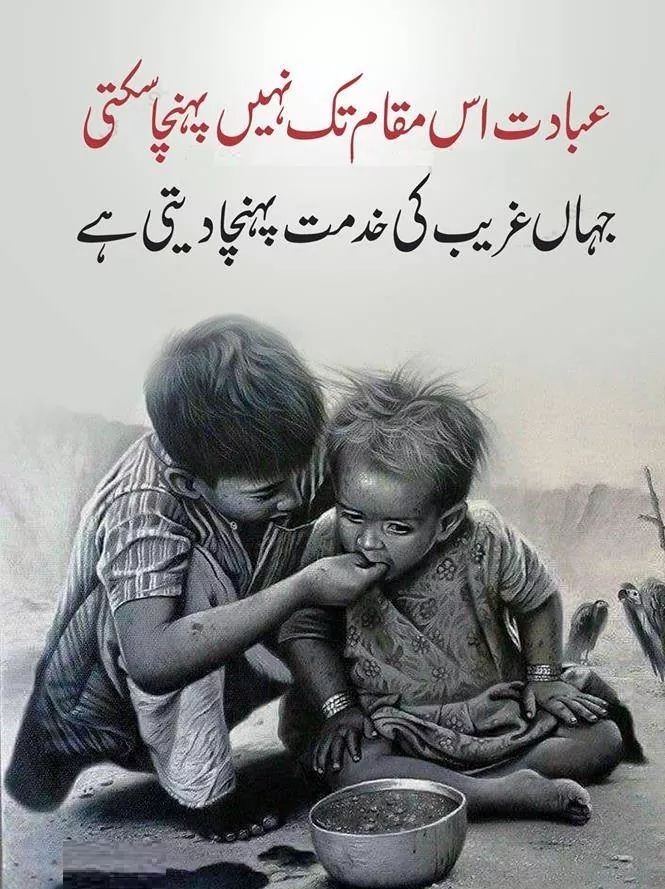 عبادت اس مقام تک نہیں پہنچا سکتی
جہاں غریب کی خدمت پہنچا دیتی ہے